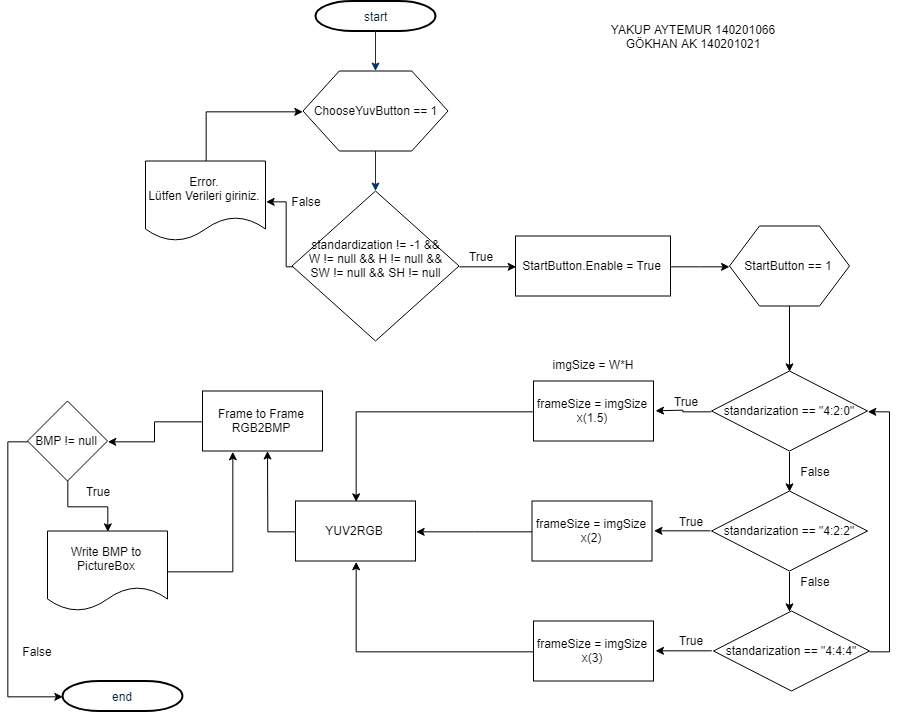 start
YAKUP AYTEMUR 140201066
GÖKHAN AK 140201021
ChooseYuvButton == 1
Error.
Lütfen Verileri giriniz.
False
standardization != -1 &&
W != null && H != null &&
SW != null && SH != null
True
StartButton.Enable = True
StartButton == 1
imgSize = W*H
frameSize = imgSize
x(1.5)
True
standarization == "4:2:0"
Frame to Frame
RGB2BMP
BMP != null
False
True
YUV2RGB
frameSize = imgSize
x(2)
True
standarization == "4:2:2"
Write BMP to
PictureBox
False
frameSize = imgSize
x(3)
True
standarization == "4:4:4"
False
end